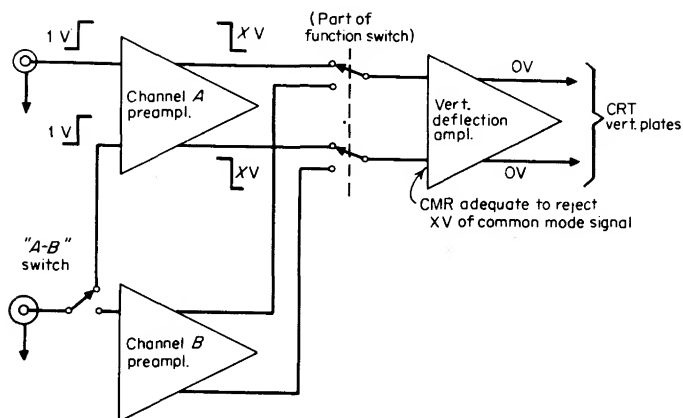 (Part of
function switch)
1 V
X V
Channel A
preampl.
1 V
XV
Vert.
deflection
ampl.
OV
OV
CRT
vert. plates
CMR adequate to reject
XV of common mode signal
"A-B"
switch
Channel B
preampl.